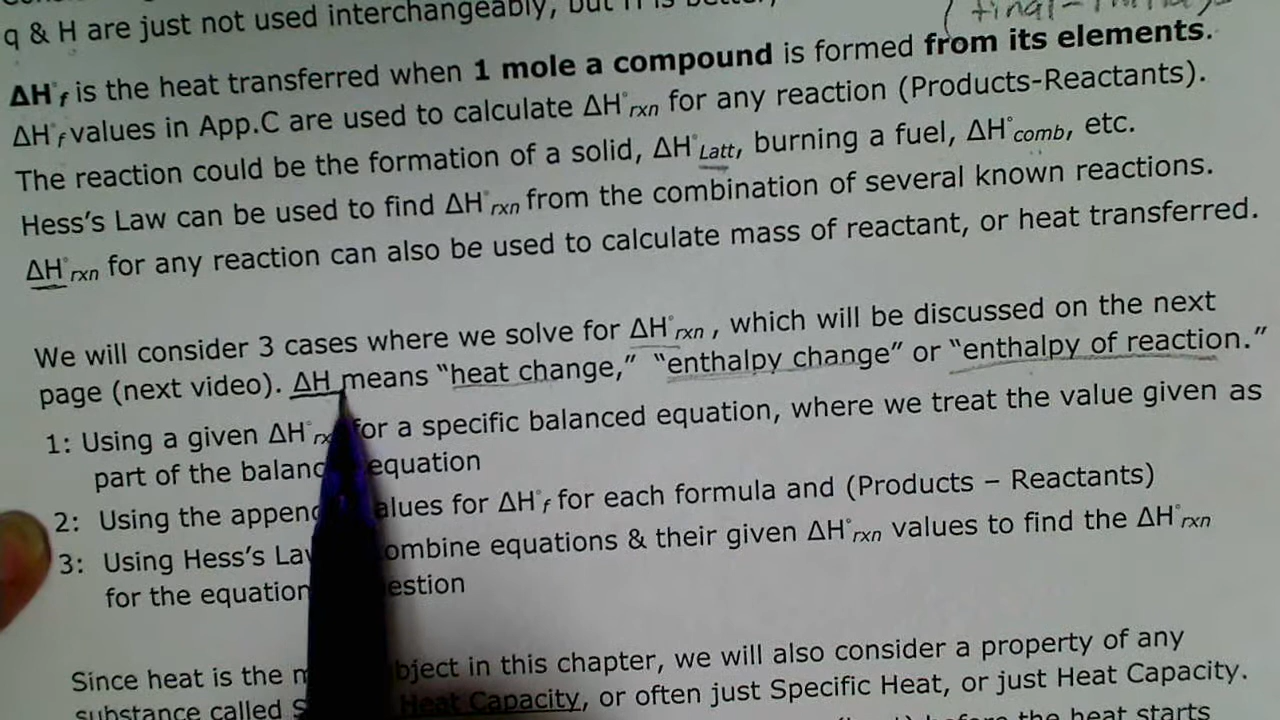 q & H are just not used interchangeably, but H is better,
(final-initial)
ΔH°f is the heat transferred when 1 mole a compound is formed from its elements.
ΔH°f values in App.C are used to calculate ΔH°rxn for any reaction (Products-Reactants).
The reaction could be the formation of a solid, ΔH°Latt, burning a fuel, ΔH°comb, etc.
Hess's Law can be used to find ΔH°rxn from the combination of several known reactions.
ΔH°rxn for any reaction can also be used to calculate mass of reactant, or heat transferred.
We will consider 3 cases where we solve for ΔH°rxn, which will be discussed on the next
page (next video). ΔH means “heat change,” “enthalpy change” or “enthalpy of reaction.”
1: Using a given ΔH°rx for a specific balanced equation, where we treat the value given as
part of the balanc equation
2: Using the append alues for ΔH°f for each formula and (Products – Reactants)
3: Using Hess's La ombine equations & their given ΔH°rxn values to find the ΔH°rxn
for the equation estion
Since heat is the m bject in this chapter, we will also consider a property of any
substance called S Heat Capacity, or often just Specific Heat, or just Heat Capacity.
before the heat starts